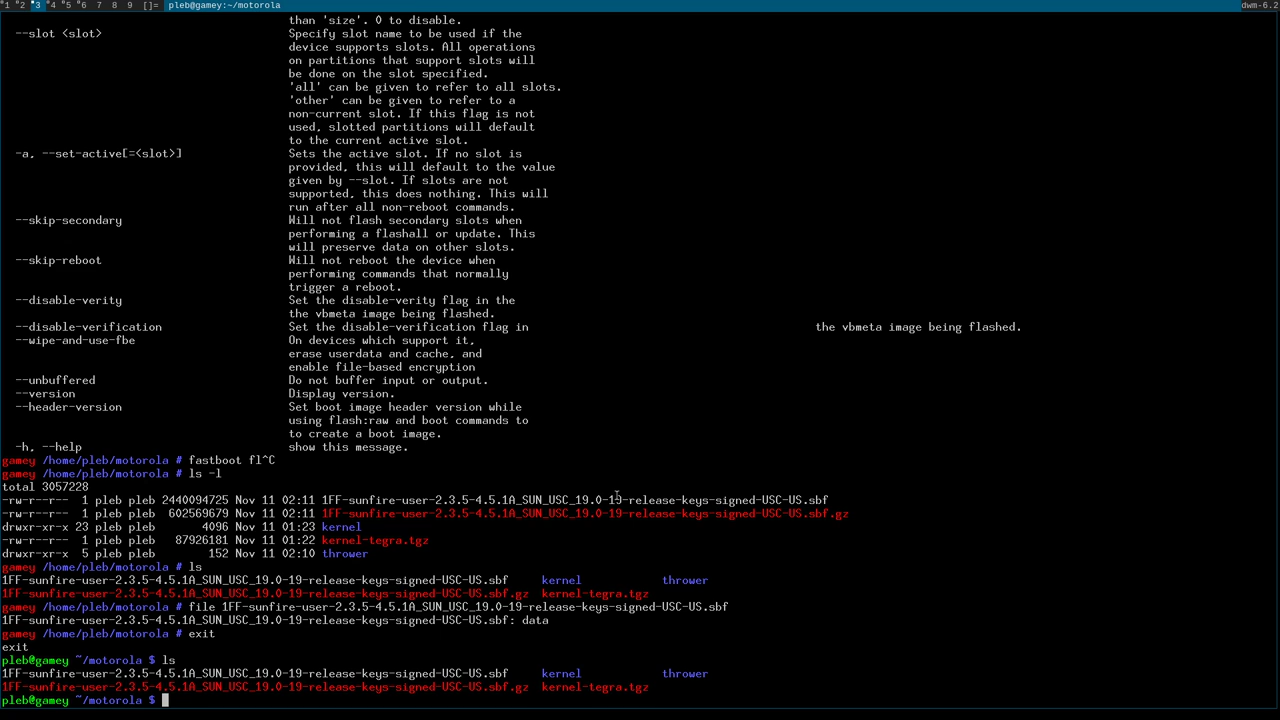 1 2 3 4 5 6 7 8 9 []= pleb@gamey:~/motorola dwm-6.2
than 'size'. 0 to disable.
--slot <slot> Specify slot name to be used if the
device supports slots. All operations
on partitions that support slots will
be done on the slot specified.
'all' can be given to refer to all slots.
'other' can be given to refer to a
non-current slot. If this flag is not
used, slotted partitions will default
to the current active slot.
-a, --set-active[=<slot>] Sets the active slot. If no slot is
provided, this will default to the value
given by --slot. If slots are not
supported, this does nothing. This will
run after all non-reboot commands.
--skip-secondary Will not flash secondary slots when
performing a flashall or update. This
will preserve data on other slots.
--skip-reboot Will not reboot the device when
performing commands that normally
trigger a reboot.
--disable-verity Set the disable-verity flag in the
the vbmeta image being flashed.
--disable-verification Set the disable-verification flag in the vbmeta image being flashed.
--wipe-and-use-fbe On devices which support it,
erase userdata and cache, and
enable file-based encryption
--unbuffered Do not buffer input or output.
--version Display version.
--header-version Set boot image header version while
using flash:raw and boot commands to
to create a boot image.
-h, --help show this message.
gamey /home/pleb/motorola # fastboot fl^C
gamey /home/pleb/motorola # ls -l
total 3057228
-rw-r--r-- 1 pleb pleb 2440094725 Nov 11 02:11 1FF-sunfire-user-2.3.5-4.5.1A_SUN_USC_19.0-19-release-keys-signed-USC-US.sbf
-rw-r--r-- 1 pleb pleb 602569679 Nov 11 02:11 1FF-sunfire-user-2.3.5-4.5.1A_SUN_USC_19.0-19-release-keys-signed-USC-US.sbf.gz
drwxr-xr-x 23 pleb pleb 4096 Nov 11 01:23 kernel
-rw-r--r-- 1 pleb pleb 87926181 Nov 11 01:22 kernel-tegra.tgz
drwxr-xr-x 5 pleb pleb 152 Nov 11 02:10 thrower
gamey /home/pleb/motorola # ls
1FF-sunfire-user-2.3.5-4.5.1A_SUN_USC_19.0-19-release-keys-signed-USC-US.sbf kernel thrower
1FF-sunfire-user-2.3.5-4.5.1A_SUN_USC_19.0-19-release-keys-signed-USC-US.sbf.gz kernel-tegra.tgz
gamey /home/pleb/motorola # file 1FF-sunfire-user-2.3.5-4.5.1A_SUN_USC_19.0-19-release-keys-signed-USC-US.sbf
1FF-sunfire-user-2.3.5-4.5.1A_SUN_USC_19.0-19-release-keys-signed-USC-US.sbf: data
gamey /home/pleb/motorola # exit
exit
pleb@gamey ~/motorola $ ls
1FF-sunfire-user-2.3.5-4.5.1A_SUN_USC_19.0-19-release-keys-signed-USC-US.sbf kernel thrower
1FF-sunfire-user-2.3.5-4.5.1A_SUN_USC_19.0-19-release-keys-signed-USC-US.sbf.gz kernel-tegra.tgz
pleb@gamey ~/motorola $